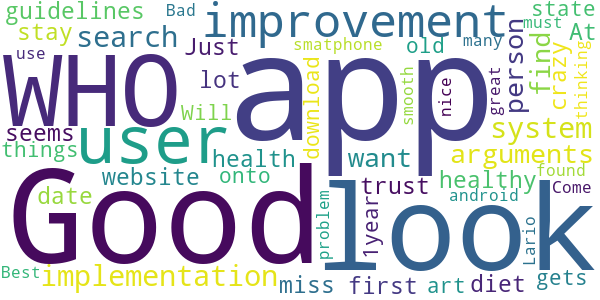 guidelines Bad improvement state
stay search Just old many must At
use smatphone
WHO app person find crazy thinking
lot smooth nice great
user Will download system
seems health want arguments
things website onto trust healthy found
date Good look problem 1year android Come
Lario
Best implementation miss first art diet gets